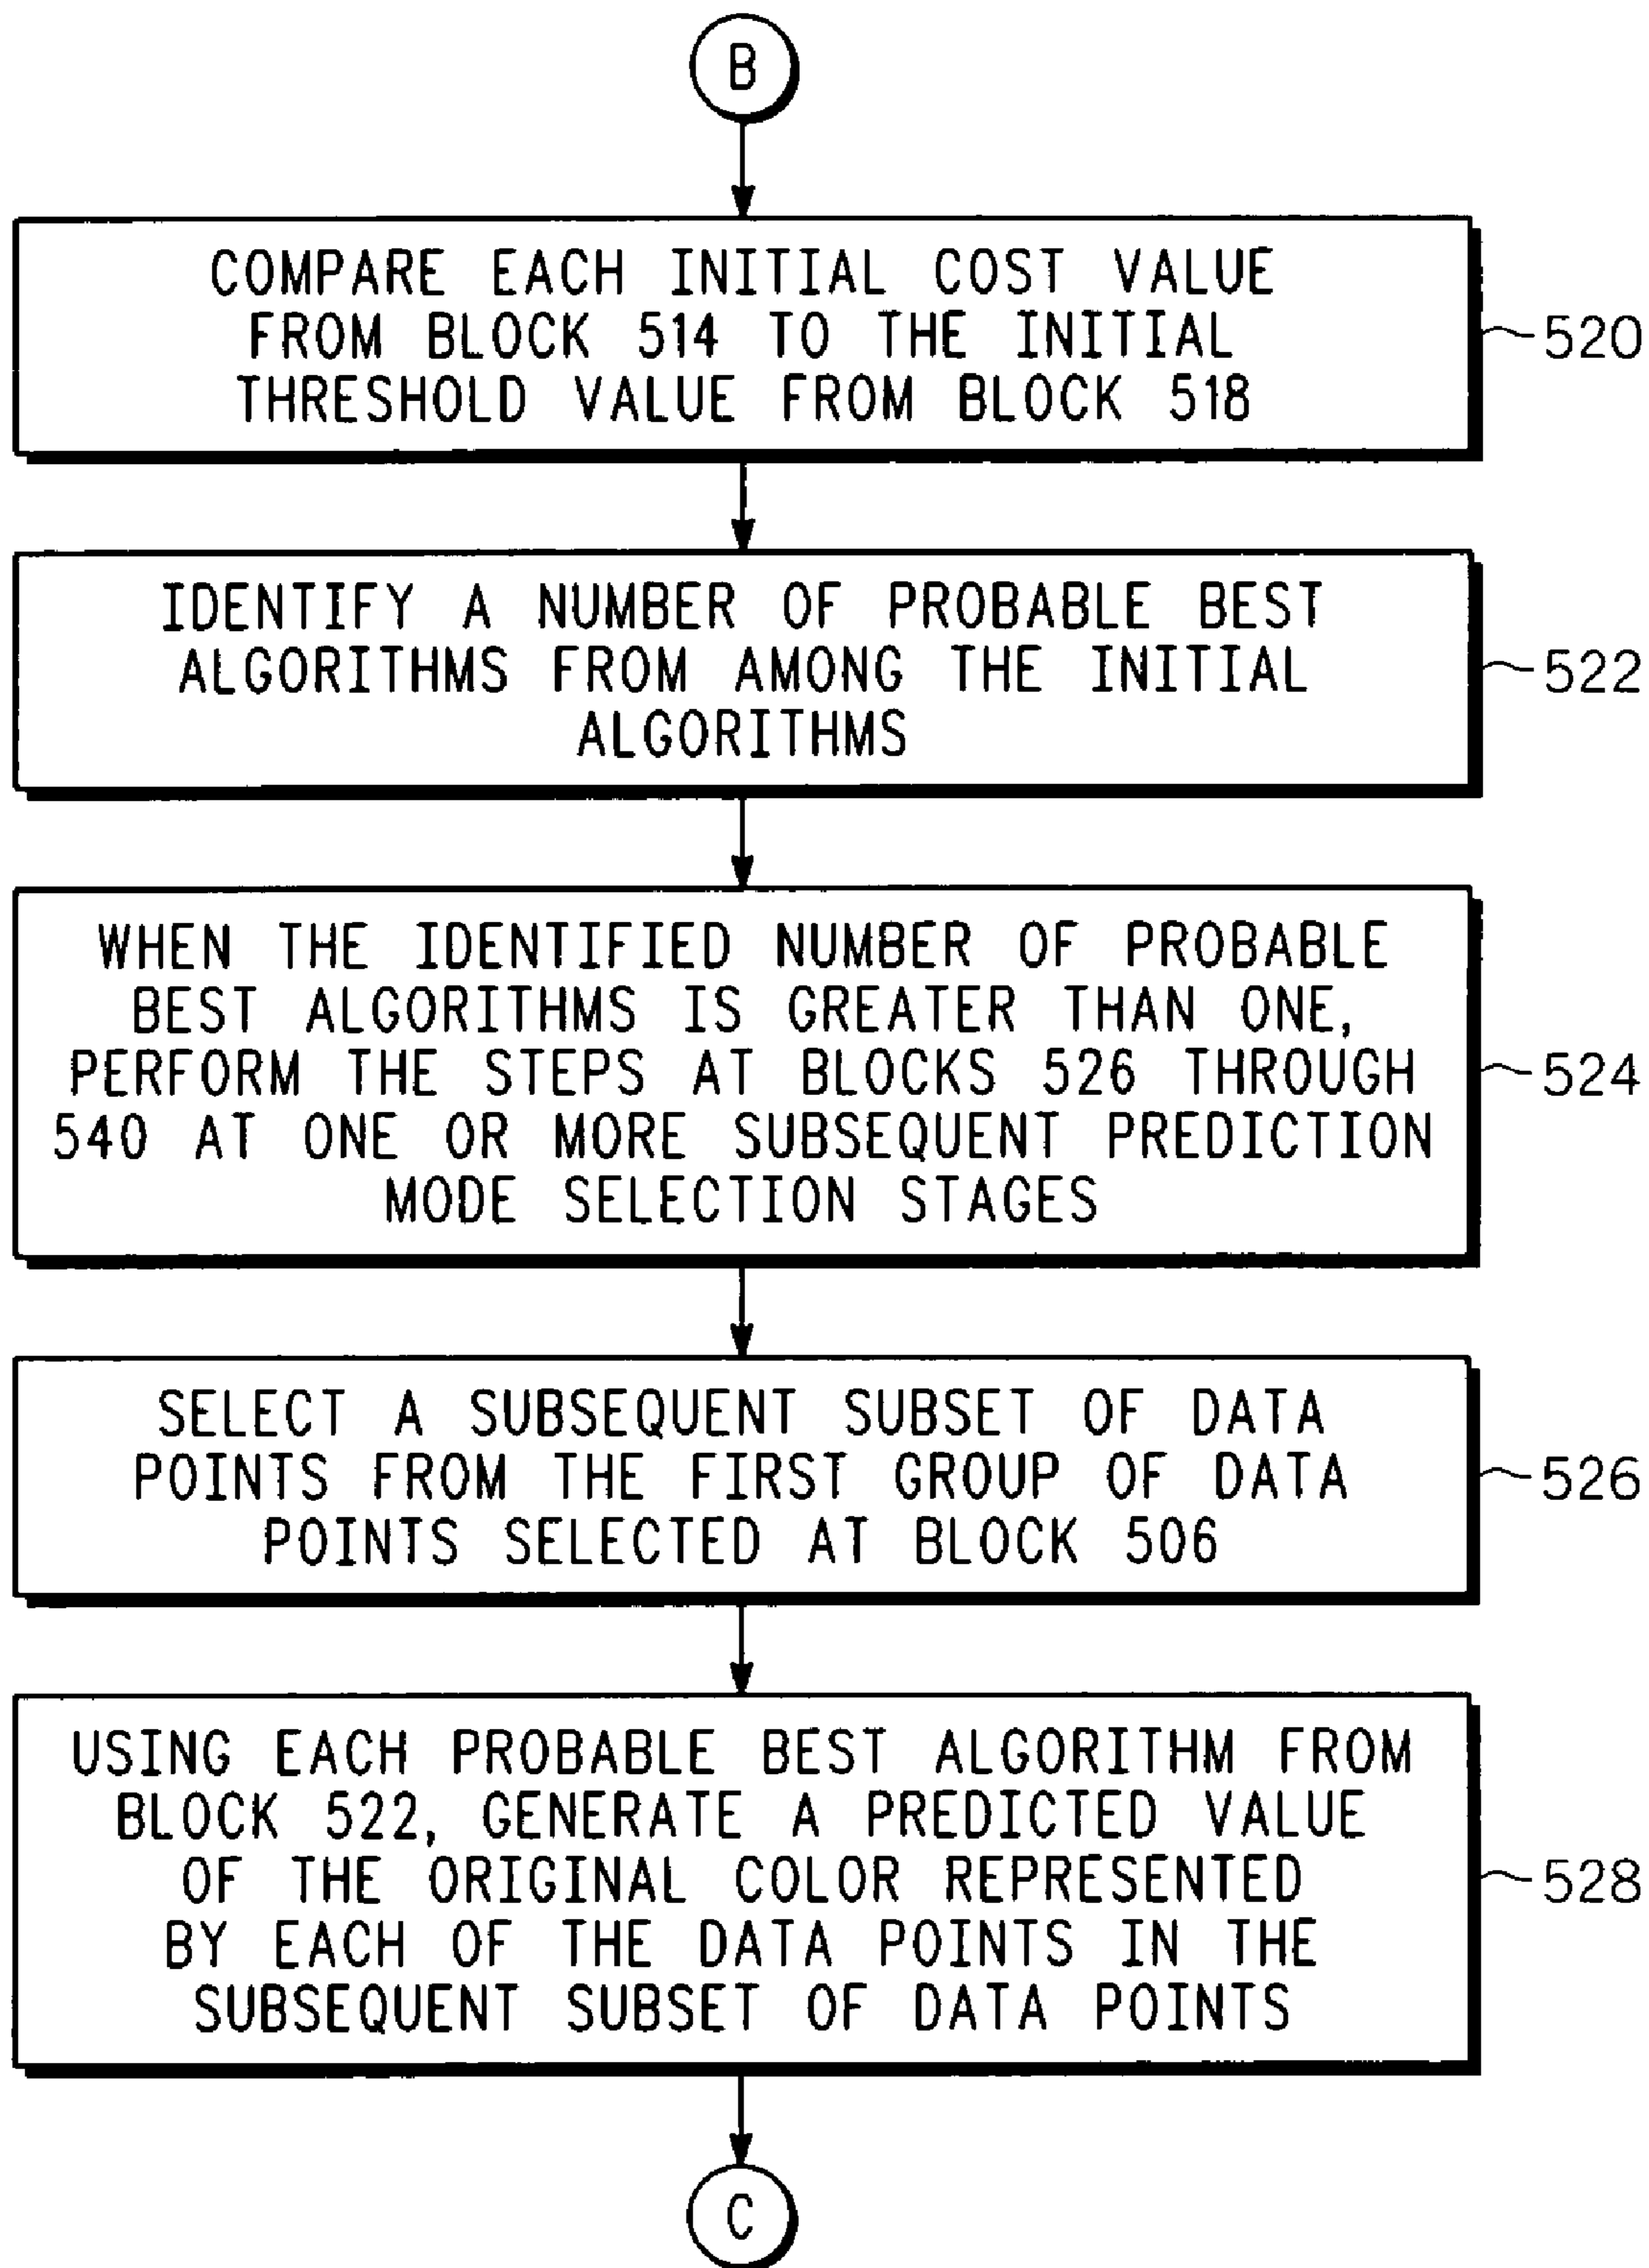 B
COMPARE EACH INITIAL COST VALUE
FROM BLOCK 514 TO THE INITIAL
THRESHOLD VALUE FROM BLOCK 518
520
IDENTIFY A NUMBER OF PROBABLE BEST
ALGORITHMS FROM AMONG THE INITIAL
ALGORITHMS
522
WHEN THE IDENTIFIED NUMBER OF PROBABLE
BEST ALGORITHMS IS GREATER THAN ONE,
PERFORM THE STEPS AT BLOCKS 526 THROUGH
540 AT ONE OR MORE SUBSEQUENT PREDICTION
MODE SELECTION STAGES
524
SELECT A SUBSEQUENT SUBSET OF DATA
POINTS FROM THE FIRST GROUP OF DATA
POINTS SELECTED AT BLOCK 506
526
USING EACH PROBABLE BEST ALGORITHM FROM
BLOCK 522, GENERATE A PREDICTED VALUE
OF THE ORIGINAL COLOR REPRESENTED
BY EACH OF THE DATA POINTS IN THE
SUBSEQUENT SUBSET OF DATA POINTS
528
C